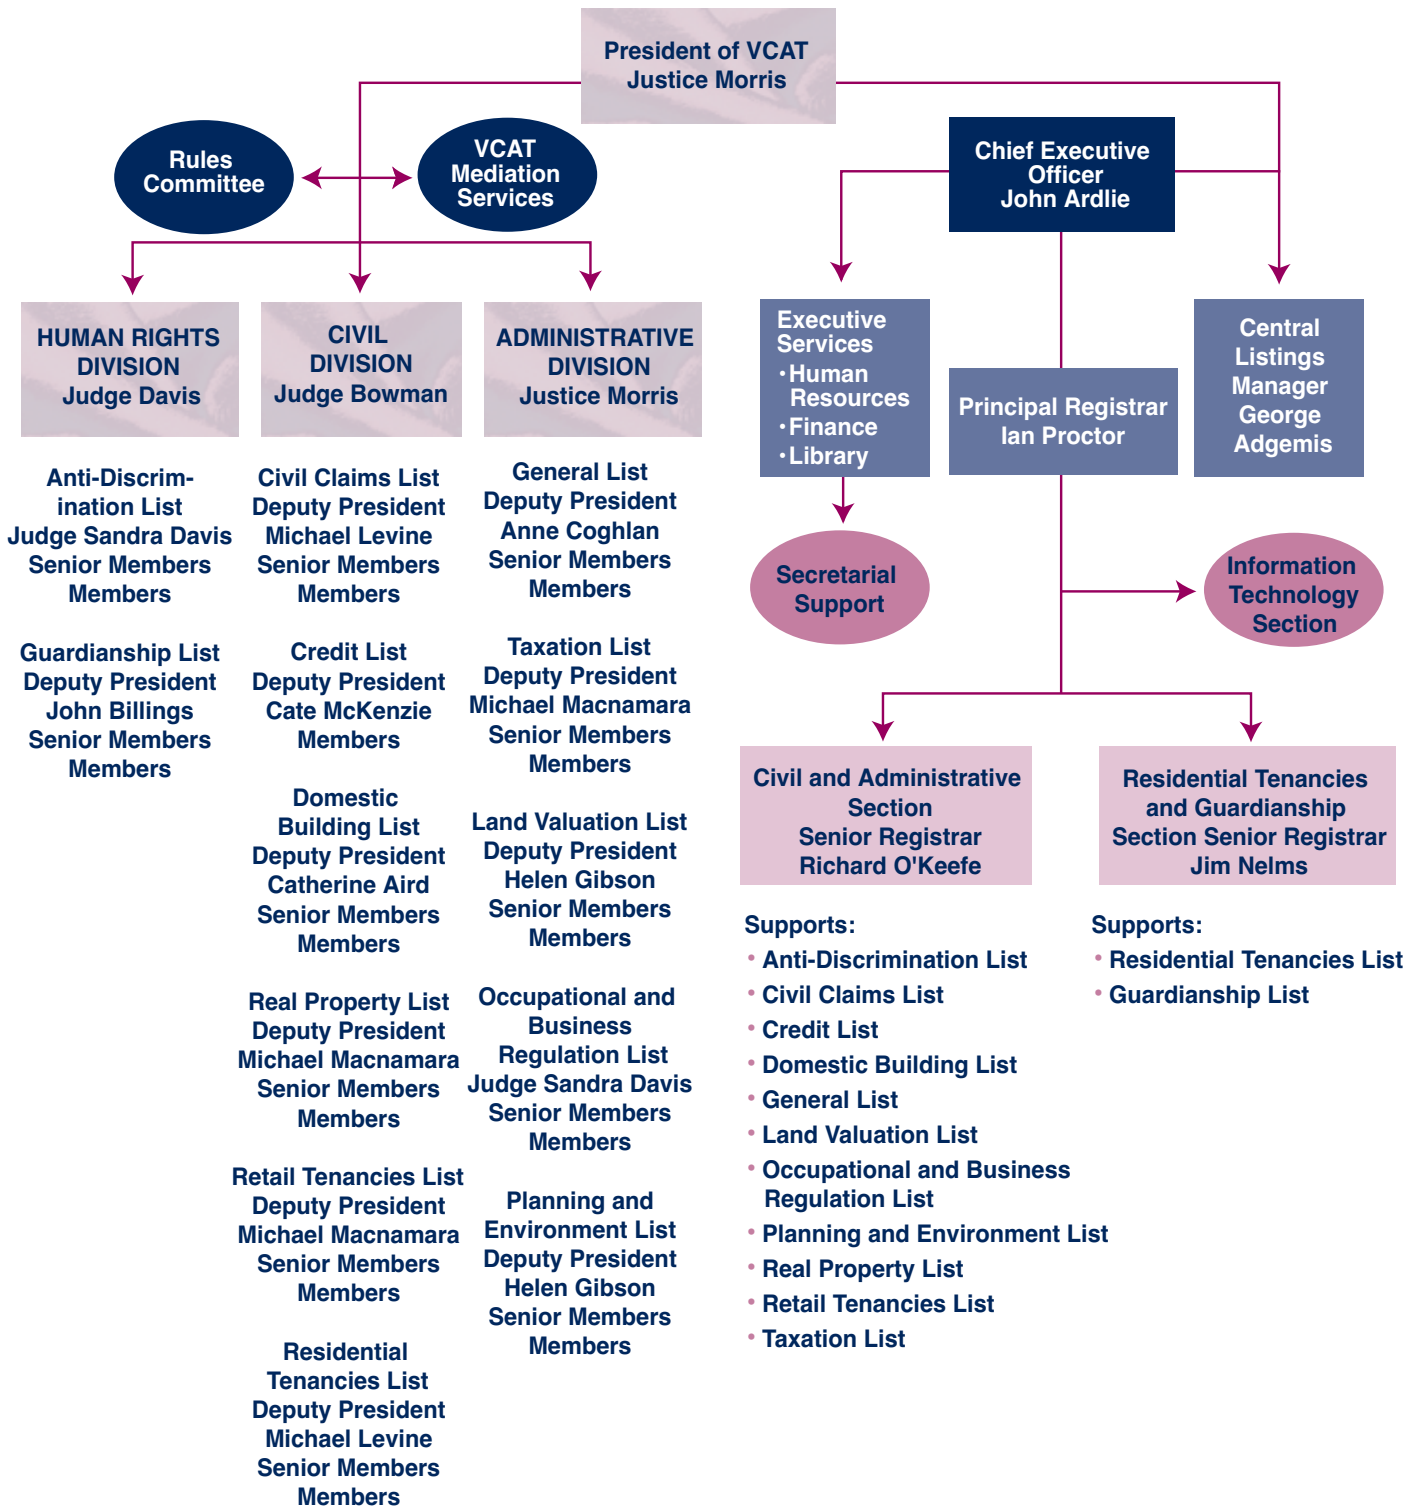 President of VCAT
Justice Morris
Rules
Committee
VCAT
Mediation
Services
Chief Executive
Officer
John Ardlie
HUMAN RIGHTS
DIVISION
Judge Davis
CIVIL
DIVISION
Judge Bowman
ADMINISTRATIVE
DIVISION
Justice Morris
Executive
Services
•Human
Resources
•Finance
•Library
Principal Registrar
Ian Proctor
Central
Listings
Manager
George
Adgemis
Secretarial
Support
Information
Technology
Section
Anti-Discrim-
ination List
Judge Sandra Davis
Senior Members
Members
Guardianship List
Deputy President
John Billings
Senior Members
Members
Civil Claims List
Deputy President
Michael Levine
Senior Members
Members
Credit List
Deputy President
Cate McKenzie
Members
Domestic
Building List
Deputy President
Catherine Aird
Senior Members
Members
Real Property List
Deputy President
Michael Macnamara
Senior Members
Members
Retail Tenancies List
Deputy President
Michael Macnamara
Senior Members
Members
Residential
Tenancies List
Deputy President
Michael Levine
Senior Members
Members
General List
Deputy President
Anne Coghlan
Senior Members
Members
Taxation List
Deputy President
Michael Macnamara
Senior Members
Members
Land Valuation List
Deputy President
Helen Gibson
Senior Members
Members
Occupational and
Business
Regulation List
Judge Sandra Davis
Senior Members
Members
Planning and
Environment List
Deputy President
Helen Gibson
Senior Members
Members
Civil and Administrative
Section
Senior Registrar
Richard O'Keefe
Supports:
• Anti-Discrimination List
• Civil Claims List
• Credit List
• Domestic Building List
• General List
• Land Valuation List
• Occupational and Business
Regulation List
• Planning and Environment List
• Real Property List
• Retail Tenancies List
• Taxation List
Residential Tenancies
and Guardianship
Section Senior Registrar
Jim Nelms
Supports:
• Residential Tenancies List
• Guardianship List